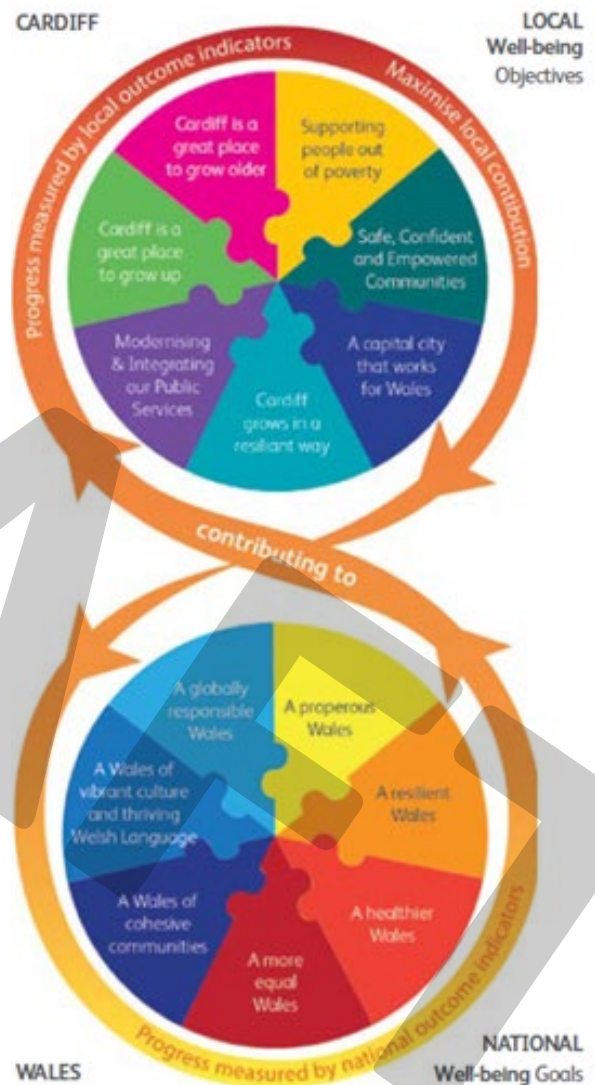 CARDIFF
LOCAL
Well-being
Objectives
Progress measured by local outcome indicators
Maximise local contibution
Cardiff is a
great place
to grow older
Supporting
people out
of poverty
Cardiff is a
great place
to grow up
Safe, Confident
and Empowered
Communities
Modernising
& Integrating
our Public
Services
A capital city
that works
for Wales
Cardiff
grows in a
resiliant way
contributing to
A globally
responsible
Wales
A properous
Wales
A Wales of
vibrant culture
and thriving
Welsh Language
A resilient
Wales
A Wales of
cohesive
communities
A healthier
Wales
A more
equal
Wales
Progress measured by national outcome indicators
WALES
NATIONAL
Well-being Goals